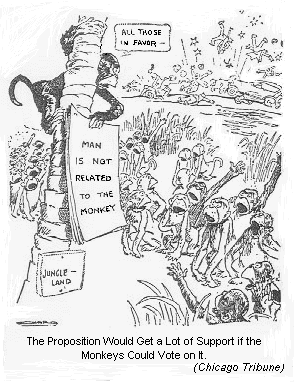 ALL THOSE
IN FAVOR —
MAN
IS NOT
RELATED
TO THE
MONKEY
JUNGLE —
LAND
The Proposition Would Get a Lot of Support if the
Monkeys Could Vote on It.
(Chicago Tribune)